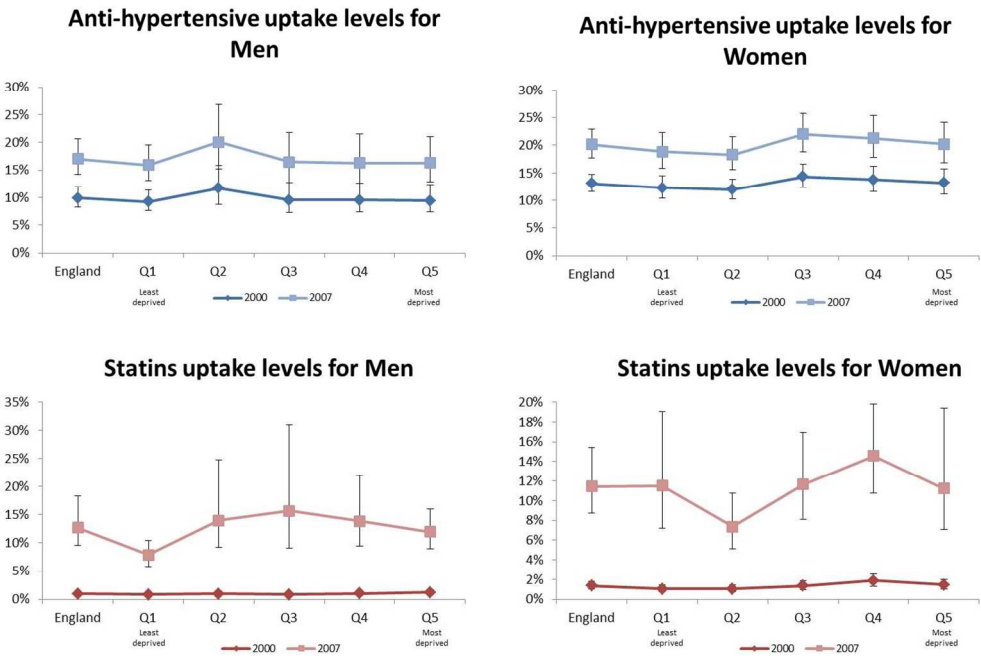 Anti-hypertensive uptake levels for
Men
30%
25%
20%
15%
10%
5%
0%
England Q1 Q2 Q3 Q4 Q5
Least
deprived
Most
deprived
2000 2007
Anti-hypertensive uptake levels for
Women
30%
25%
20%
15%
10%
5%
0%
England Q1 Q2 Q3 Q4 Q5
Least
deprived
Most
deprived
2000 2007
Statins uptake levels for Men
35%
30%
25%
20%
15%
10%
5%
0%
England Q1 Q2 Q3 Q4 Q5
Least
deprived
Most
deprived
2000 2007
Statins uptake levels for Women
20%
18%
16%
14%
12%
10%
8%
6%
4%
2%
0%
England Q1 Q2 Q3 Q4 Q5
Least
deprived
Most
deprived
2000 2007